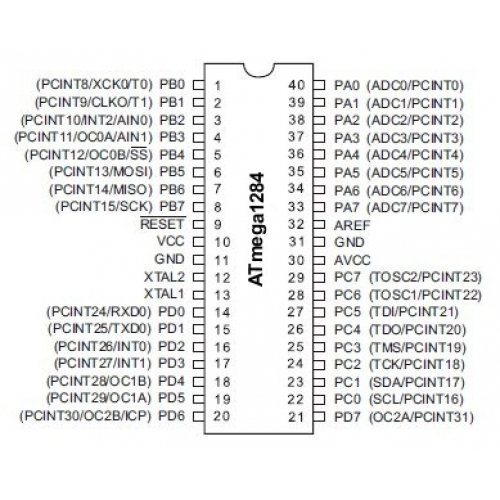 (PCINT8/XCK0/T0) PB0 1 40 PA0 (ADC0/PCINT0)
(PCINT9/CLKO/T1) PB1 2 39 PA1 (ADC1/PCINT1)
(PCINT10/INT2/AIN0) PB2 3 38 PA2 (ADC2/PCINT2)
(PCINT11/OC0A/AIN1) PB3 4 37 PA3 (ADC3/PCINT3)
(PCINT12/OC0B/SS) PB4 5 36 PA4 (ADC4/PCINT4)
(PCINT13/MOSI) PB5 6 35 PA5 (ADC5/PCINT5)
(PCINT14/MISO) PB6 7 34 PA6 (ADC6/PCINT6)
(PCINT15/SCK) PB7 8 33 PA7 (ADC7/PCINT7)
RESET 9 32 AREF
VCC 10 31 GND
GND 11 30 AVCC
XTAL2 12 29 PC7 (TOSC2/PCINT23)
XTAL1 13 28 PC6 (TOSC1/PCINT22)
(PCINT24/RXD0) PD0 14 27 PC5 (TDI/PCINT21)
(PCINT25/TXD0) PD1 15 26 PC4 (TDO/PCINT20)
(PCINT26/INT0) PD2 16 25 PC3 (TMS/PCINT19)
(PCINT27/INT1) PD3 17 24 PC2 (TCK/PCINT18)
(PCINT28/OC1B) PD4 18 23 PC1 (SDA/PCINT17)
(PCINT29/OC1A) PD5 19 22 PC0 (SCL/PCINT16)
(PCINT30/OC2B/ICP) PD6 20 21 PD7 (OC2A/PCINT31)
ATmega1284